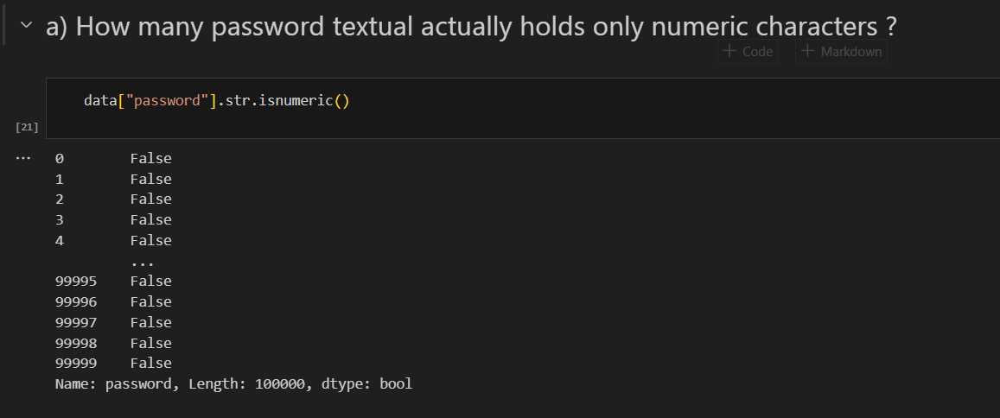 a) How many password textual actually holds only numeric characters ?
+ Code + Markdown
data["password"].str.isnumeric()
[21]
... 0 False
1 False
2 False
3 False
4 False
...
99995 False
99996 False
99997 False
99998 False
99999 False
Name: password, Length: 100000, dtype: bool